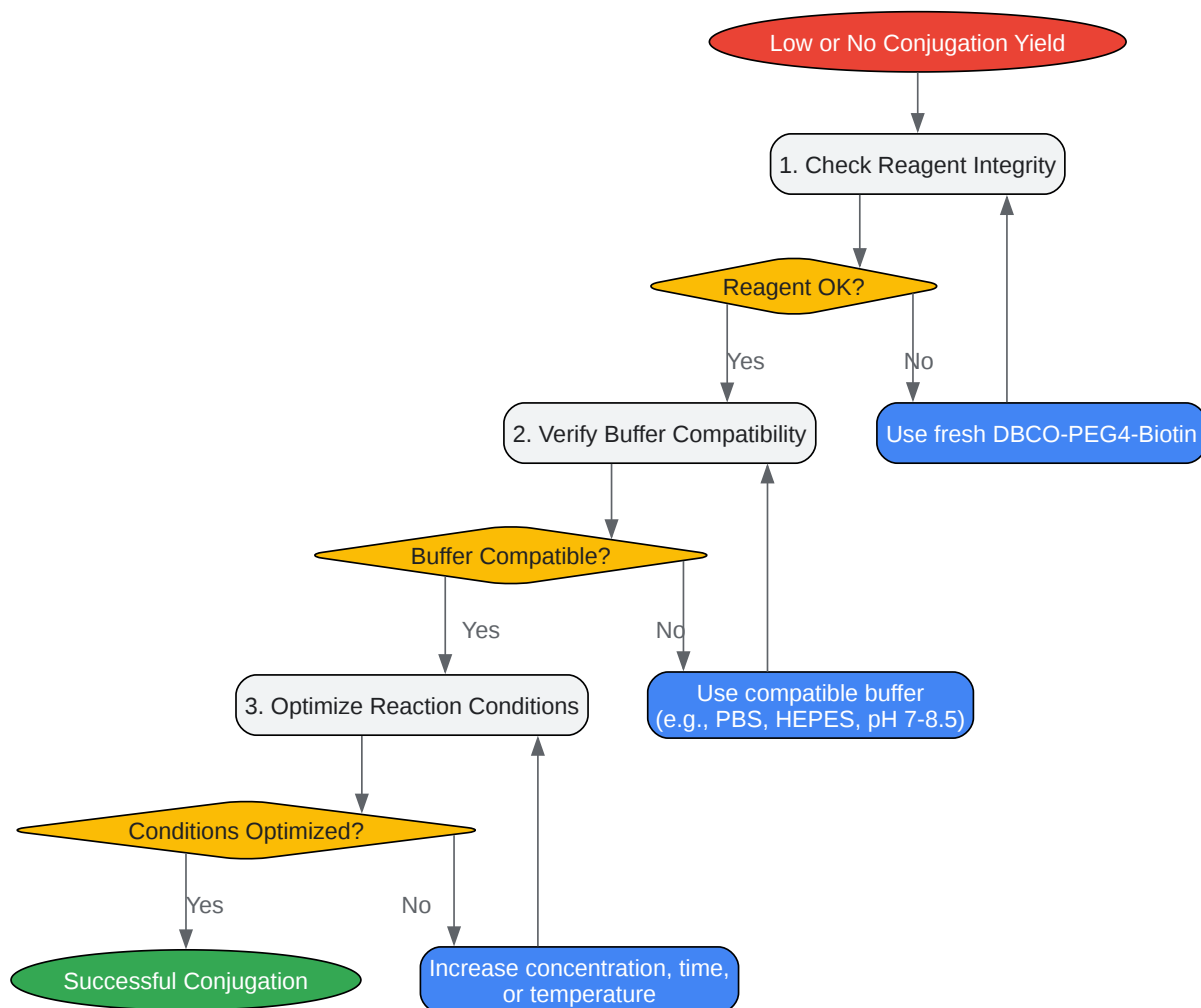 Low or No Conjugation Yield
1. Check Reagent Integrity
Reagent OK?
Yes
No
2. Verify Buffer Compatibility
Use fresh DBCO-PEG4-Biotin
Buffer Compatible?
Yes
No
3. Optimize Reaction Conditions
Use compatible buffer
(e.g., PBS, HEPES, pH 7-8.5)
Conditions Optimized?
Yes
No
Successful Conjugation
Increase concentration, time,
or temperature